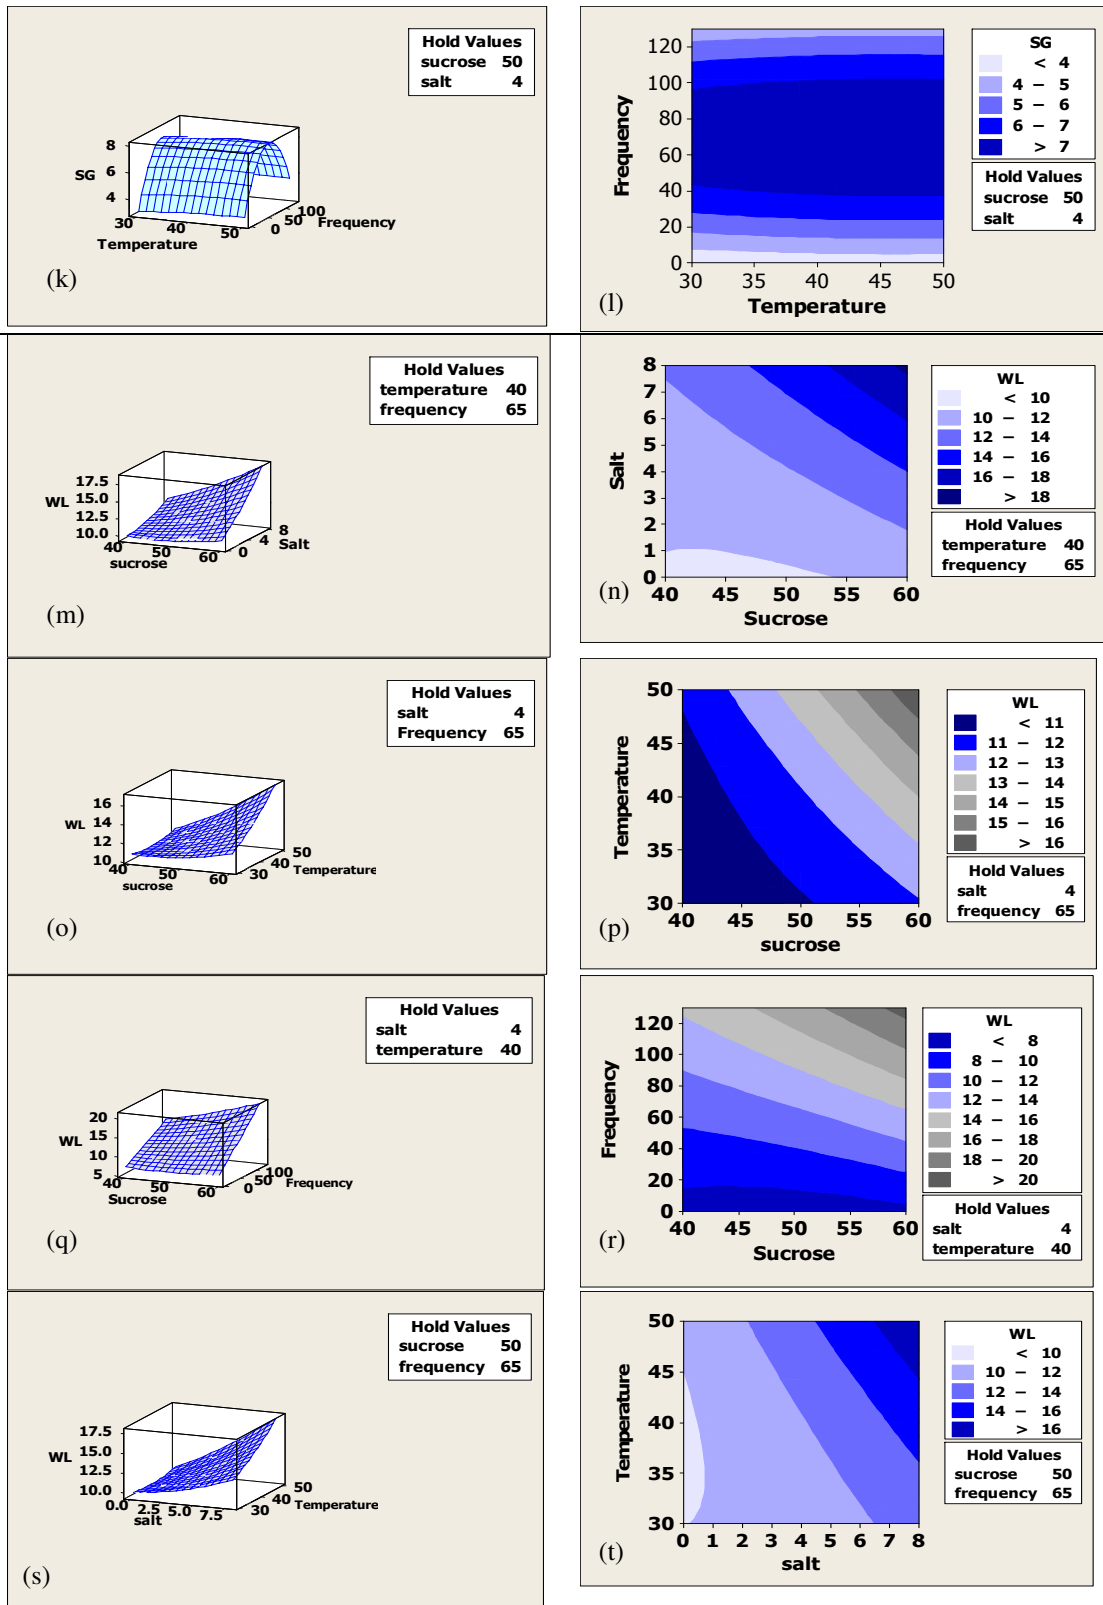 Hold Values
sucrose 50
salt 4
8
6
SG
4
30
40
50
Temperature
0
50
100
Frequency
(k)
120
100
80
60
40
20
0
Frequency
30 35 40 45 50
Temperature
SG
< 4
4 – 5
5 – 6
6 – 7
> 7
Hold Values
sucrose 50
salt 4
(l)
Hold Values
temperature 40
frequency 65
17.5
WL
15.0
12.5
10.0
40
50
60
sucrose
0
4
8
Salt
(m)
8
7
6
5
4
3
2
1
0
Salt
40 45 50 55 60
Sucrose
WL
< 10
10 – 12
12 – 14
14 – 16
16 – 18
> 18
Hold Values
temperature 40
frequency 65
(n)
Hold Values
salt 4
Frequency 65
16
WL 14
12
10
40
50
60
sucrose
30
40
50
Temperature
(o)
50
45
40
35
30
Temperature
40 45 50 55 60
sucrose
WL
< 11
11 – 12
12 – 13
13 – 14
14 – 15
15 – 16
> 16
Hold Values
salt 4
frequency 65
(p)
Hold Values
salt 4
temperature 40
20
WL 15
10
5
40
50
60
Sucrose
0
50
100
Frequency
(q)
120
100
80
60
40
20
0
Frequency
40 45 50 55 60
Sucrose
WL
< 8
8 – 10
10 – 12
12 – 14
14 – 16
16 – 18
18 – 20
> 20
Hold Values
salt 4
temperature 40
(r)
Hold Values
sucrose 50
frequency 65
17.5
WL 15.0
12.5
10.0
0.0
2.5
5.0
7.5
salt
30
40
50
Temperature
(s)
50
45
40
35
30
Temperature
0 1 2 3 4 5 6 7 8
salt
WL
< 10
10 – 12
12 – 14
14 – 16
> 16
Hold Values
sucrose 50
frequency 65
(t)